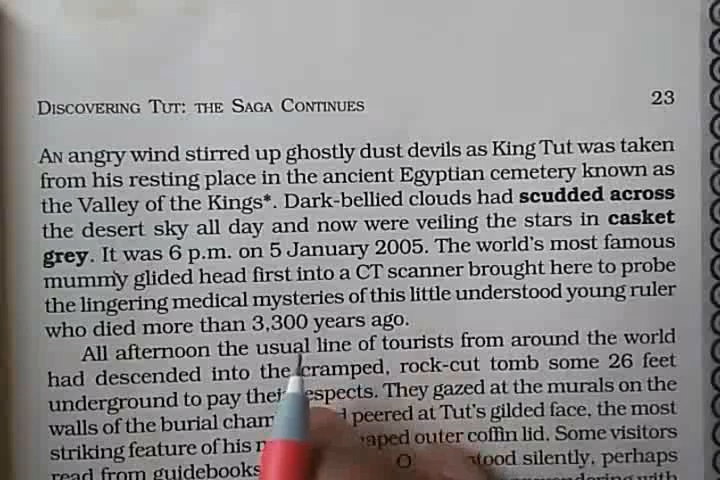 DISCOVERING TUT: THE SAGA CONTINUES 23
AN angry wind stirred up ghostly dust devils as King Tut was taken
from his resting place in the ancient Egyptian cemetery known as
the Valley of the Kings*. Dark-bellied clouds had scudded across
the desert sky all day and now were veiling the stars in casket
grey. It was 6 p.m. on 5 January 2005. The world's most famous
mummy glided head first into a CT scanner brought here to probe
the lingering medical mysteries of this little understood young ruler
who died more than 3,300 years ago.
All afternoon the usual line of tourists from around the world
had descended into the cramped, rock-cut tomb some 26 feet
underground to pay their respects. They gazed at the murals on the
walls of the burial peered at Tut's gilded face, the most
striking feature of his outer coffin lid. Some visitors
read from guidebooks silently, perhaps